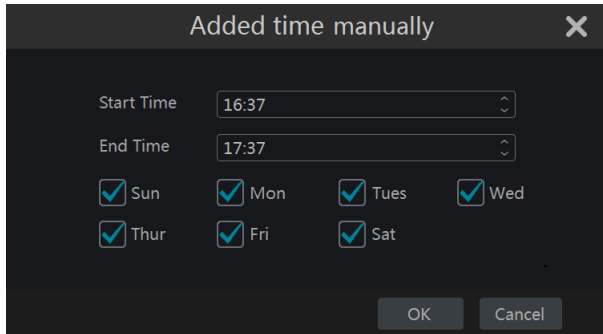 Added time manually
Start Time 16:37
End Time 17:37
Sun Mon Tues Wed
Thur Fri Sat
OK Cancel